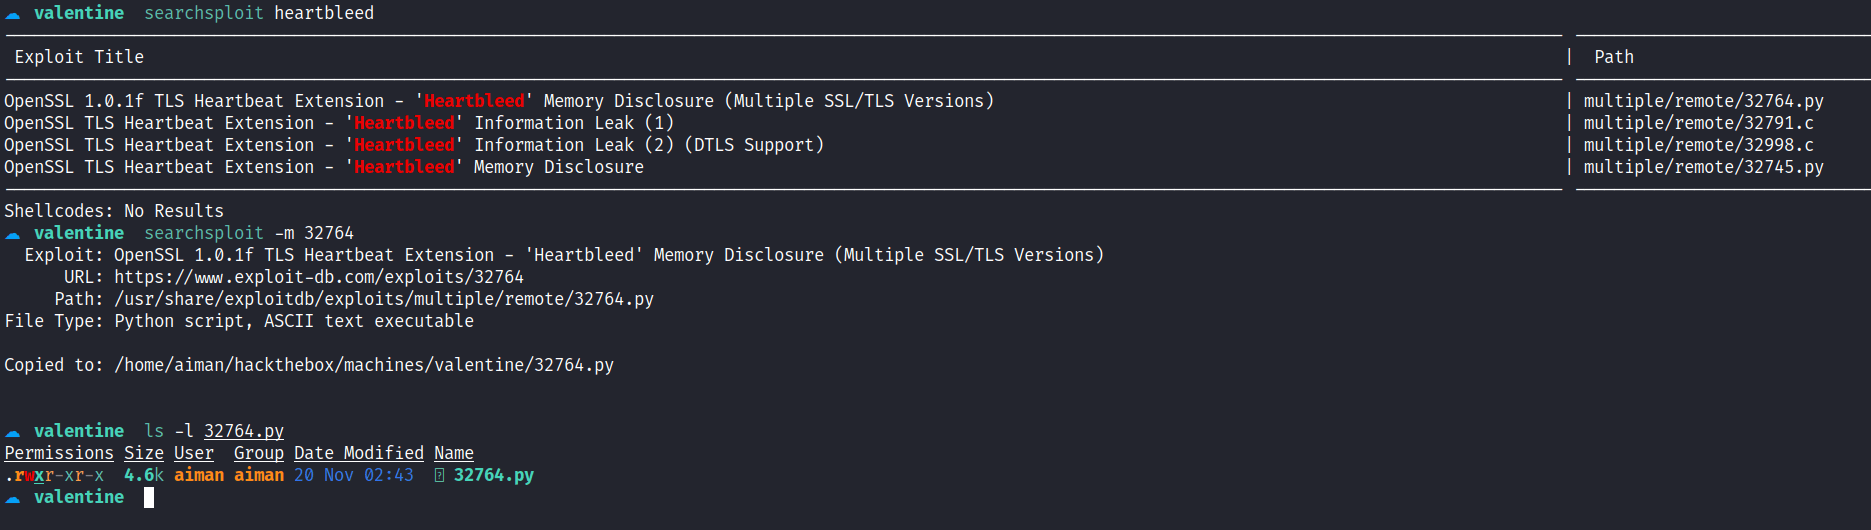 valentine searchsploit heartbleed
Exploit Title | Path
OpenSSL 1.0.1f TLS Heartbeat Extension - 'Heartbleed' Memory Disclosure (Multiple SSL/TLS Versions) | multiple/remote/32764.py
OpenSSL TLS Heartbeat Extension - 'Heartbleed' Information Leak (1) | multiple/remote/32791.c
OpenSSL TLS Heartbeat Extension - 'Heartbleed' Information Leak (2) (DTLS Support) | multiple/remote/32998.c
OpenSSL TLS Heartbeat Extension - 'Heartbleed' Memory Disclosure | multiple/remote/32745.py
Shellcodes: No Results
valentine searchsploit -m 32764
Exploit: OpenSSL 1.0.1f TLS Heartbeat Extension - 'Heartbleed' Memory Disclosure (Multiple SSL/TLS Versions)
URL: https://www.exploit-db.com/exploits/32764
Path: /usr/share/exploitdb/exploits/multiple/remote/32764.py
File Type: Python script, ASCII text executable
Copied to: /home/aiman/hackthebox/machines/valentine/32764.py
valentine ls -l 32764.py
Permissions Size User Group Date Modified Name
.rwxr-xr-x 4.6k aiman aiman 20 Nov 02:43 32764.py
valentine